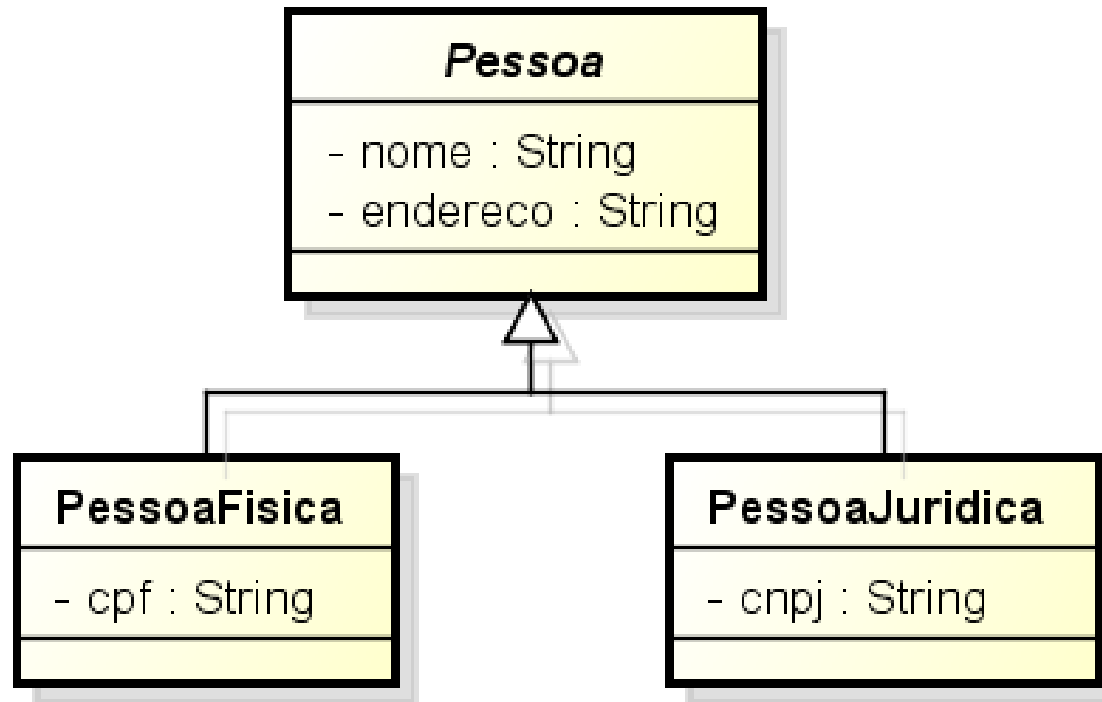 Pessoa
- nome : String
- endereco : String
PessoaFisica
- cpf : String
PessoaJuridica
- cnpj : String